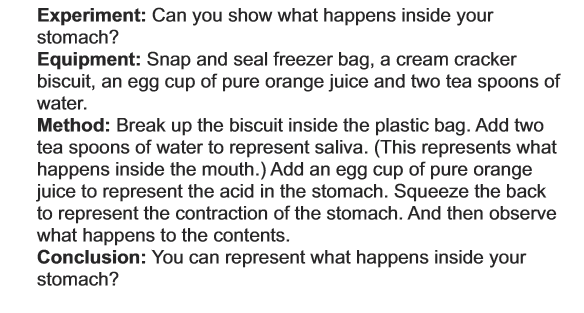 Experiment: Can you show what happens inside your
stomach?
Equipment: Snap and seal freezer bag, a cream cracker
biscuit, an egg cup of pure orange juice and two tea spoons of
water.
Method: Break up the biscuit inside the plastic bag. Add two
tea spoons of water to represent saliva. (This represents what
happens inside the mouth.) Add an egg cup of pure orange
juice to represent the acid in the stomach. Squeeze the back
to represent the contraction of the stomach. And then observe
what happens to the contents.
Conclusion: You can represent what happens inside your
stomach?